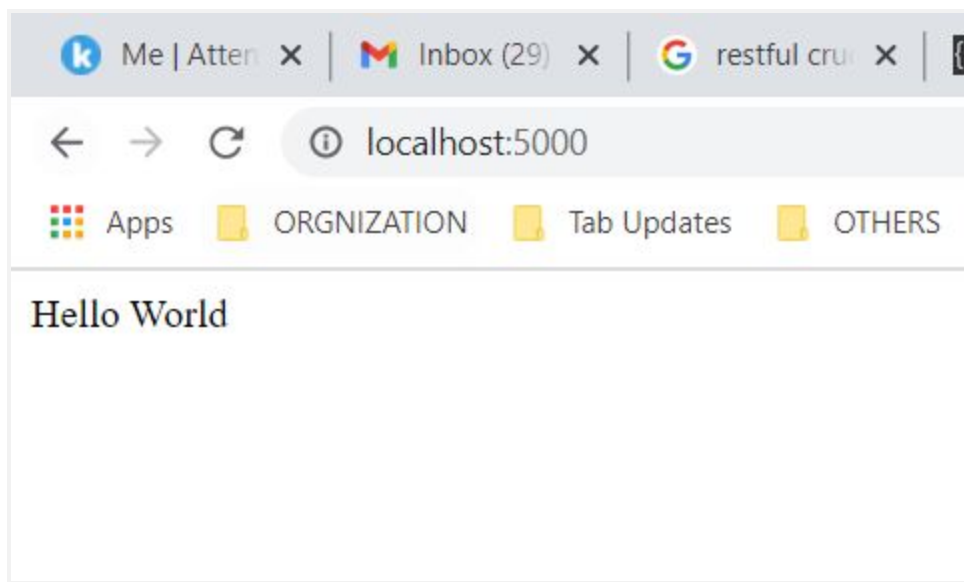 Me | Atten Inbox (29) restful cru
localhost:5000
Apps ORGNIZATION Tab Updates OTHERS
Hello World